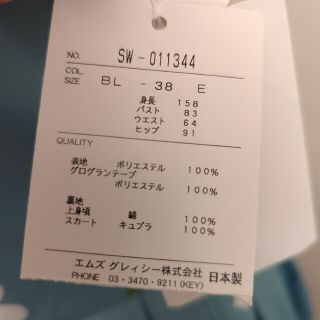 NO. SW-011344
COL.
SIZE BL - 38 E
身長 158
バスト 83
ウエスト 64
ヒップ 91
QUALITY
表地 ポリエステル 100%
グログランテープ
ポリエステル 100%
裏地
上身頃 綿 100%
スカート キュプラ 100%
エムズ グレィシー株式会社 日本製
PHONE 03・3470・9211 (KEY)